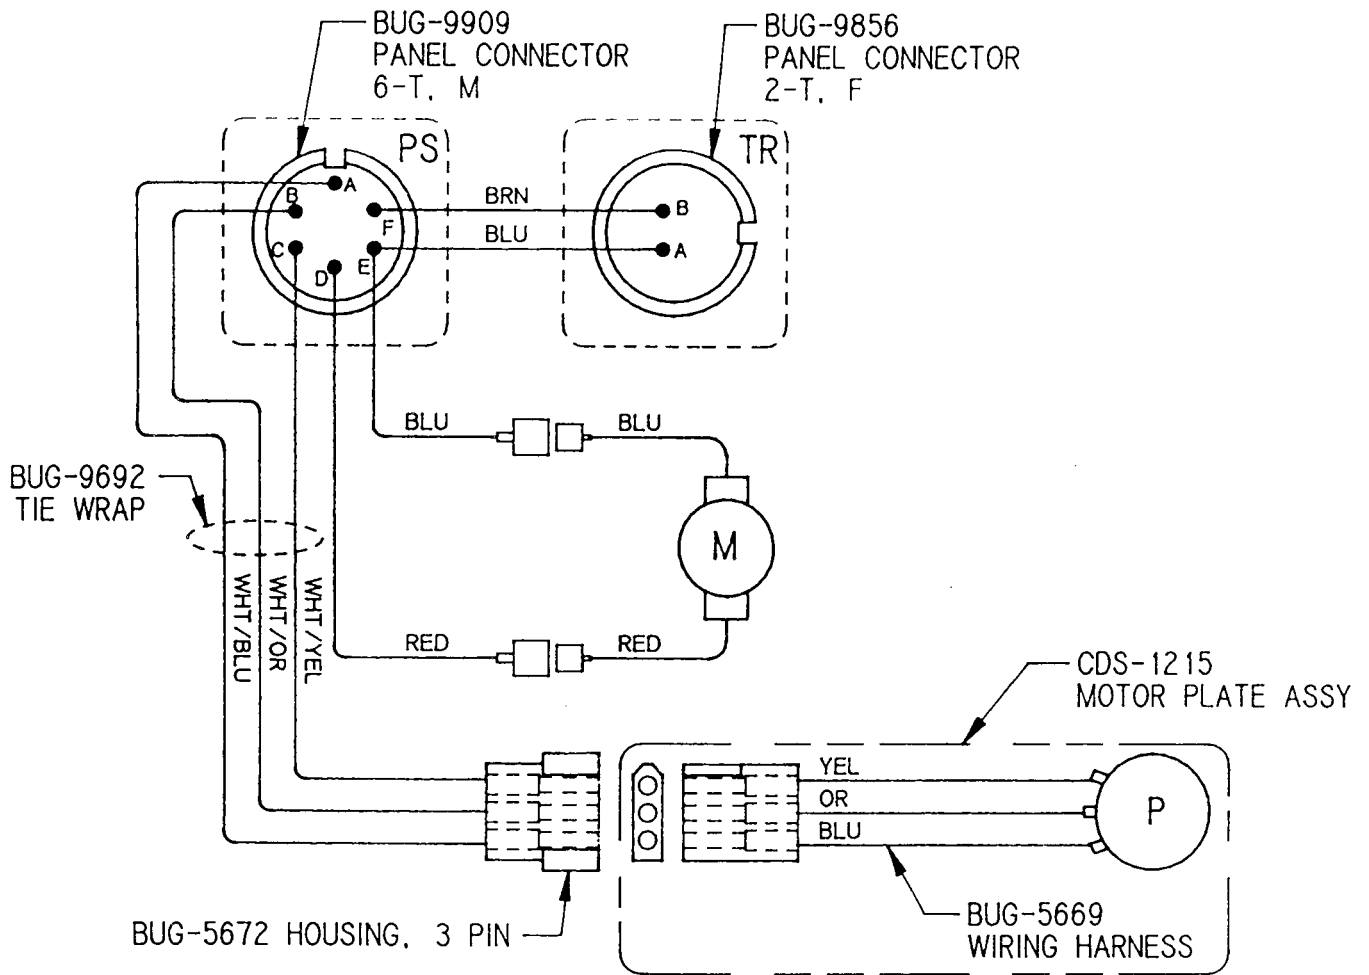 BUG-9909
PANEL CONNECTOR
6-T, M
BUG-9856
PANEL CONNECTOR
2-T, F
PS
TR
A
B
C
D
E
F
BRN
BLU
B
A
BLU
BLU
BUG-9692
TIE WRAP
M
WHT/BLU
WHT/OR
WHT/YEL
RED
RED
CDS-1215
MOTOR PLATE ASSY
YEL
OR
BLU
P
BUG-5672 HOUSING, 3 PIN
BUG-5669
WIRING HARNESS